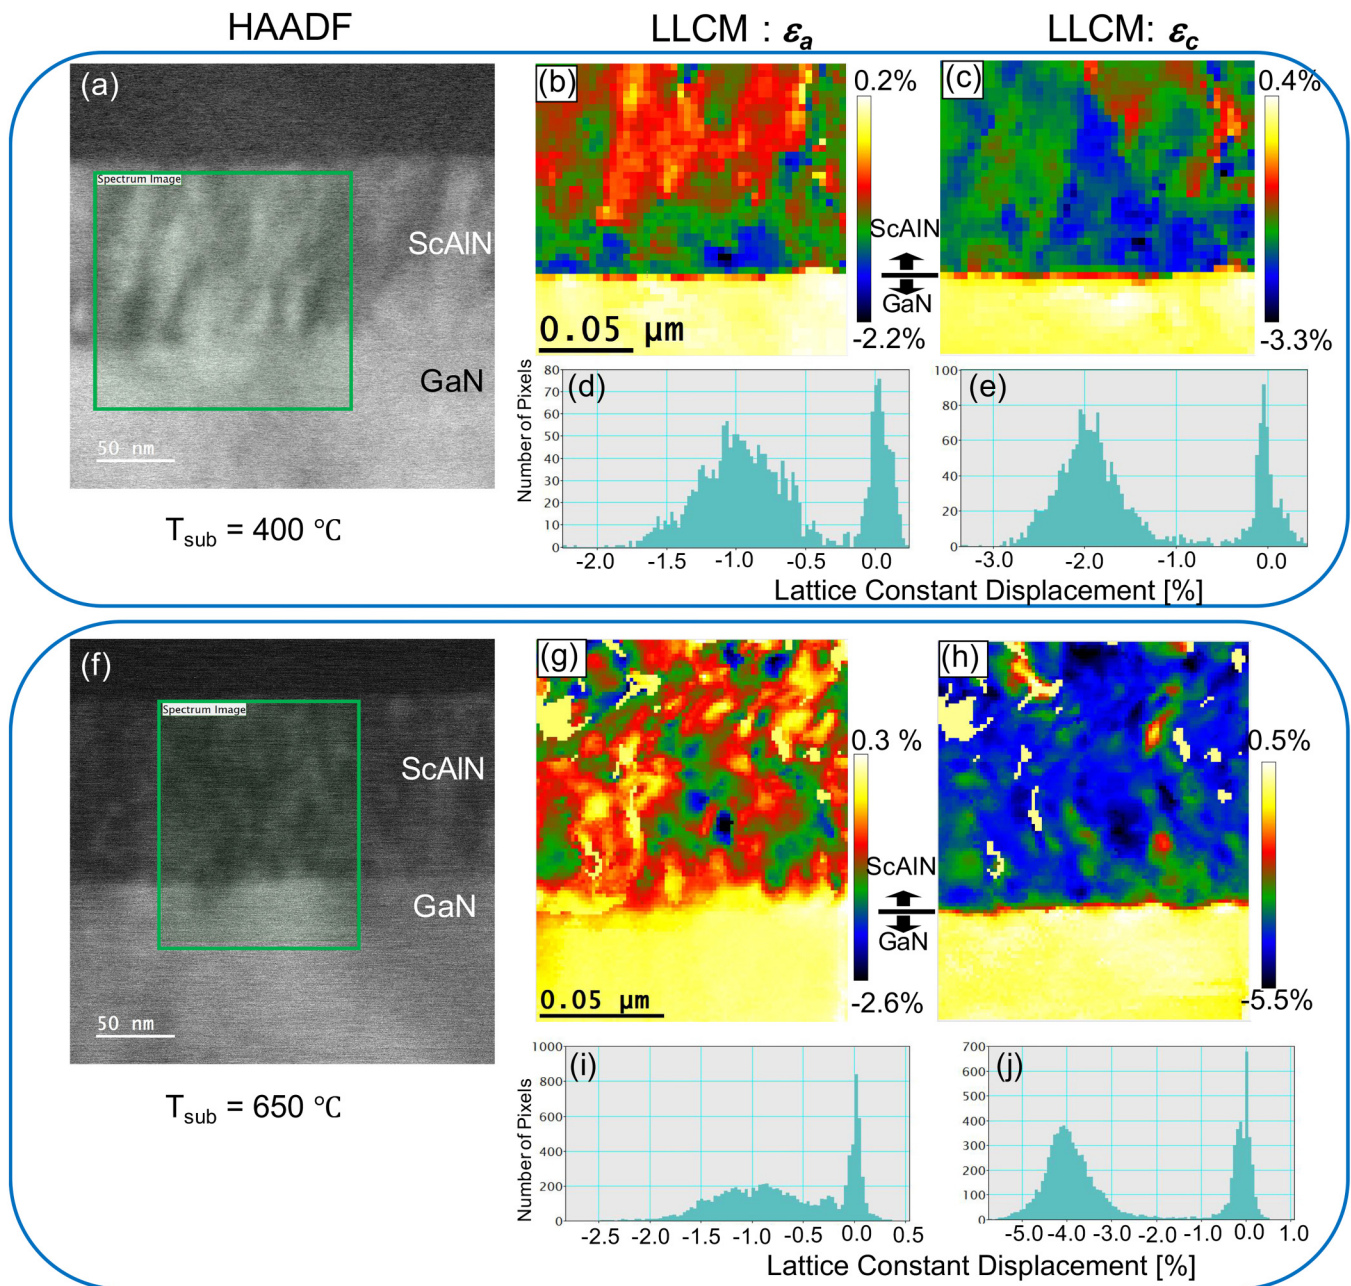 HAADF
LLCM : εa
LLCM: εc
(a)
Spectrum Image
ScAlN
GaN
50 nm
Tsub = 400 ℃
(b)
0.2%
-2.2%
0.05 µm
ScAlN
GaN
(c)
0.4%
-3.3%
(d)
Number of Pixels
80
70
60
50
40
30
20
10
0
-2.0 -1.5 -1.0 -0.5 0.0
(e)
100
80
60
40
20
0
-3.0 -2.0 -1.0 0.0
Lattice Constant Displacement [%]
(f)
Spectrum Image
ScAlN
GaN
50 nm
Tsub = 650 ℃
(g)
0.3 %
-2.6%
0.05 µm
ScAlN
GaN
(h)
0.5%
-5.5%
(i)
Number of Pixels
1000
800
600
400
200
0
-2.5 -2.0 -1.5 -1.0 -0.5 0.0 0.5
(j)
700
600
500
400
300
200
100
0
-5.0 -4.0 -3.0 -2.0 -1.0 0.0 1.0
Lattice Constant Displacement [%]